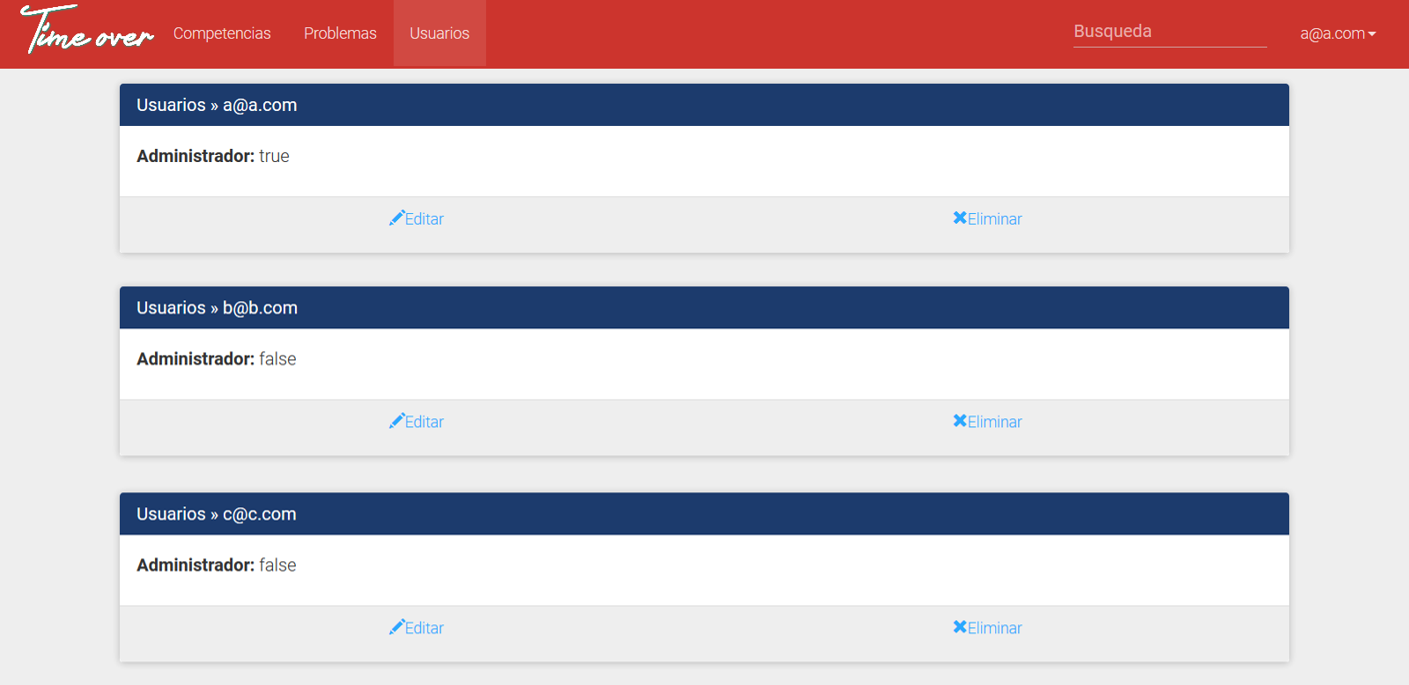 Time over Competencias Problemas Usuarios Busqueda a@a.com
Usuarios » a@a.com
Administrador: true
Editar Eliminar
Usuarios » b@b.com
Administrador: false
Editar Eliminar
Usuarios » c@c.com
Administrador: false
Editar Eliminar